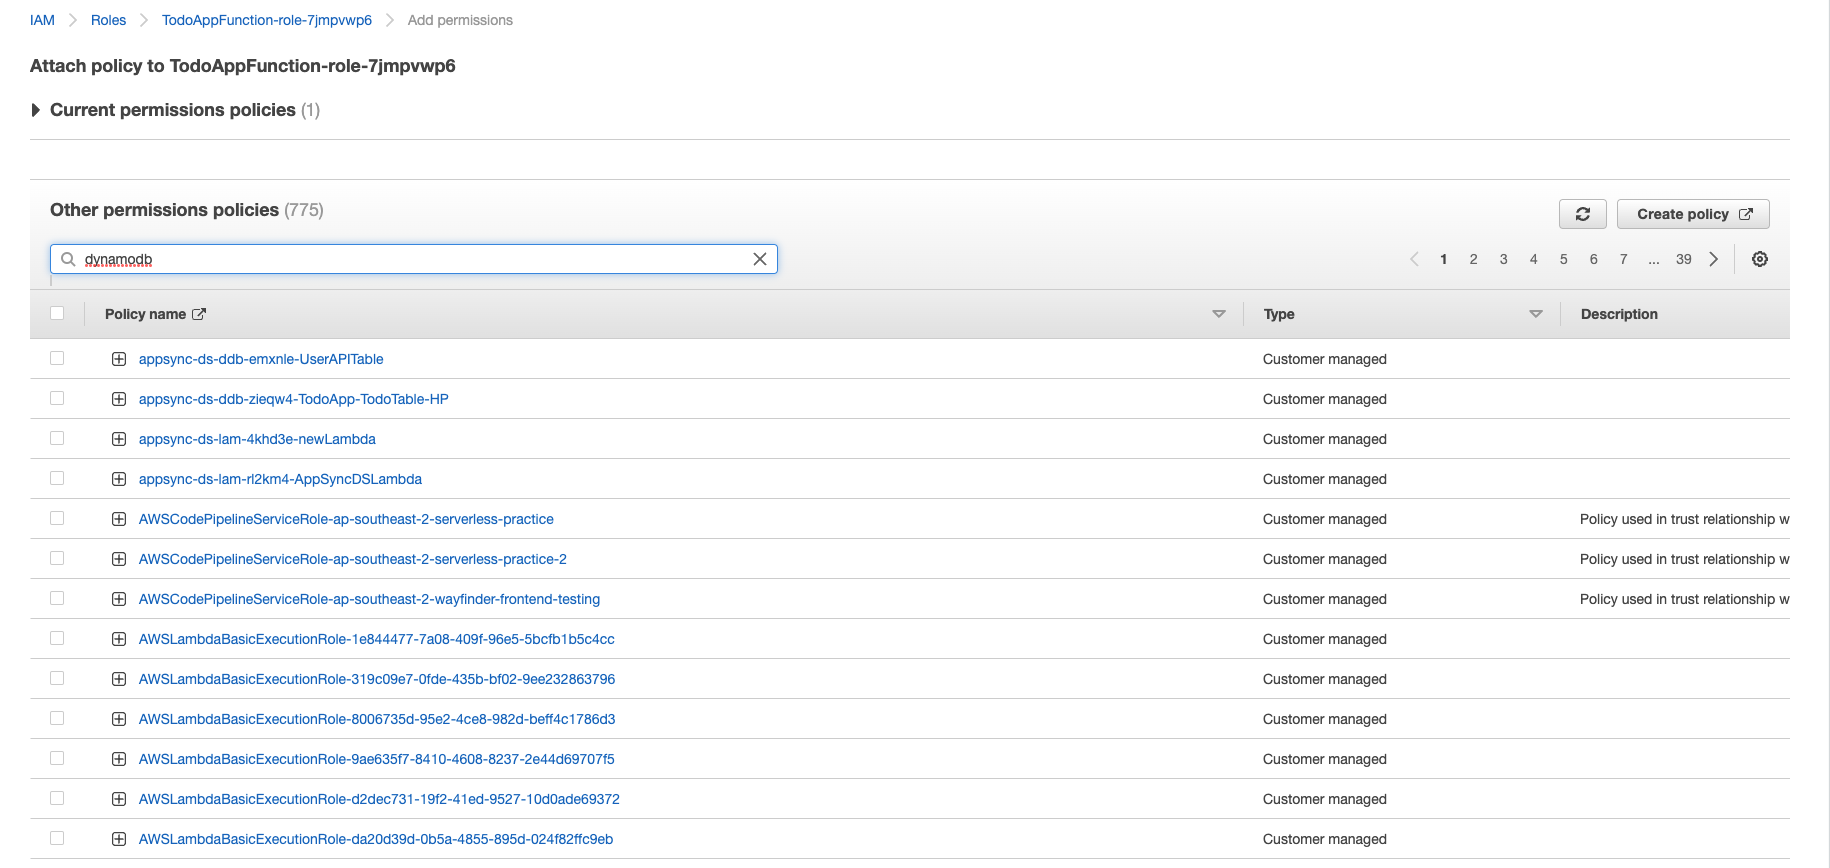 IAM > Roles > TodoAppFunction-role-7jmpvwp6 > Add permissions
Attach policy to TodoAppFunction-role-7jmpvwp6
Current permissions policies (1)
Other permissions policies (775)
Create policy
dynamodb
1 2 3 4 5 6 7 ... 39
Policy name Type Description
appsync-ds-ddb-emxnle-UserAPITable Customer managed
appsync-ds-ddb-zieqw4-TodoApp-TodoTable-HP Customer managed
appsync-ds-lam-4khd3e-newLambda Customer managed
appsync-ds-lam-rl2km4-AppSyncDSLambda Customer managed
AWSCodePipelineServiceRole-ap-southeast-2-serverless-practice Customer managed Policy used in trust relationship w
AWSCodePipelineServiceRole-ap-southeast-2-serverless-practice-2 Customer managed Policy used in trust relationship w
AWSCodePipelineServiceRole-ap-southeast-2-wayfinder-frontend-testing Customer managed Policy used in trust relationship w
AWSLambdaBasicExecutionRole-1e844477-7a08-409f-96e5-5bcfb1b5c4cc Customer managed
AWSLambdaBasicExecutionRole-319c09e7-0fde-435b-bf02-9ee232863796 Customer managed
AWSLambdaBasicExecutionRole-8006735d-95e2-4ce8-982d-beff4c1786d3 Customer managed
AWSLambdaBasicExecutionRole-9ae635f7-8410-4608-8237-2e44d69707f5 Customer managed
AWSLambdaBasicExecutionRole-d2dec731-19f2-41ed-9527-10d0ade69372 Customer managed
AWSLambdaBasicExecutionRole-da20d39d-0b5a-4855-895d-024f82ffc9eb Customer managed